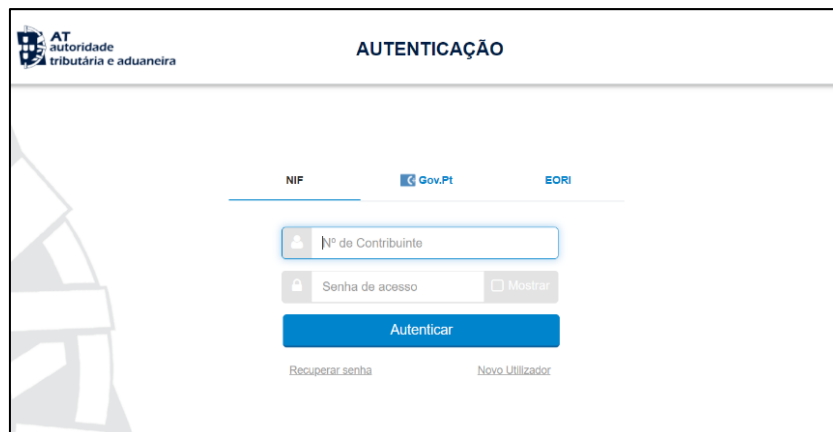 AT
autoridade
tributária e aduaneira
AUTENTICAÇÃO
NIF
Gov.Pt
EORI
Nº de Contribuinte
Senha de acesso
Mostrar
Autenticar
Recuperar senha
Novo Utilizador